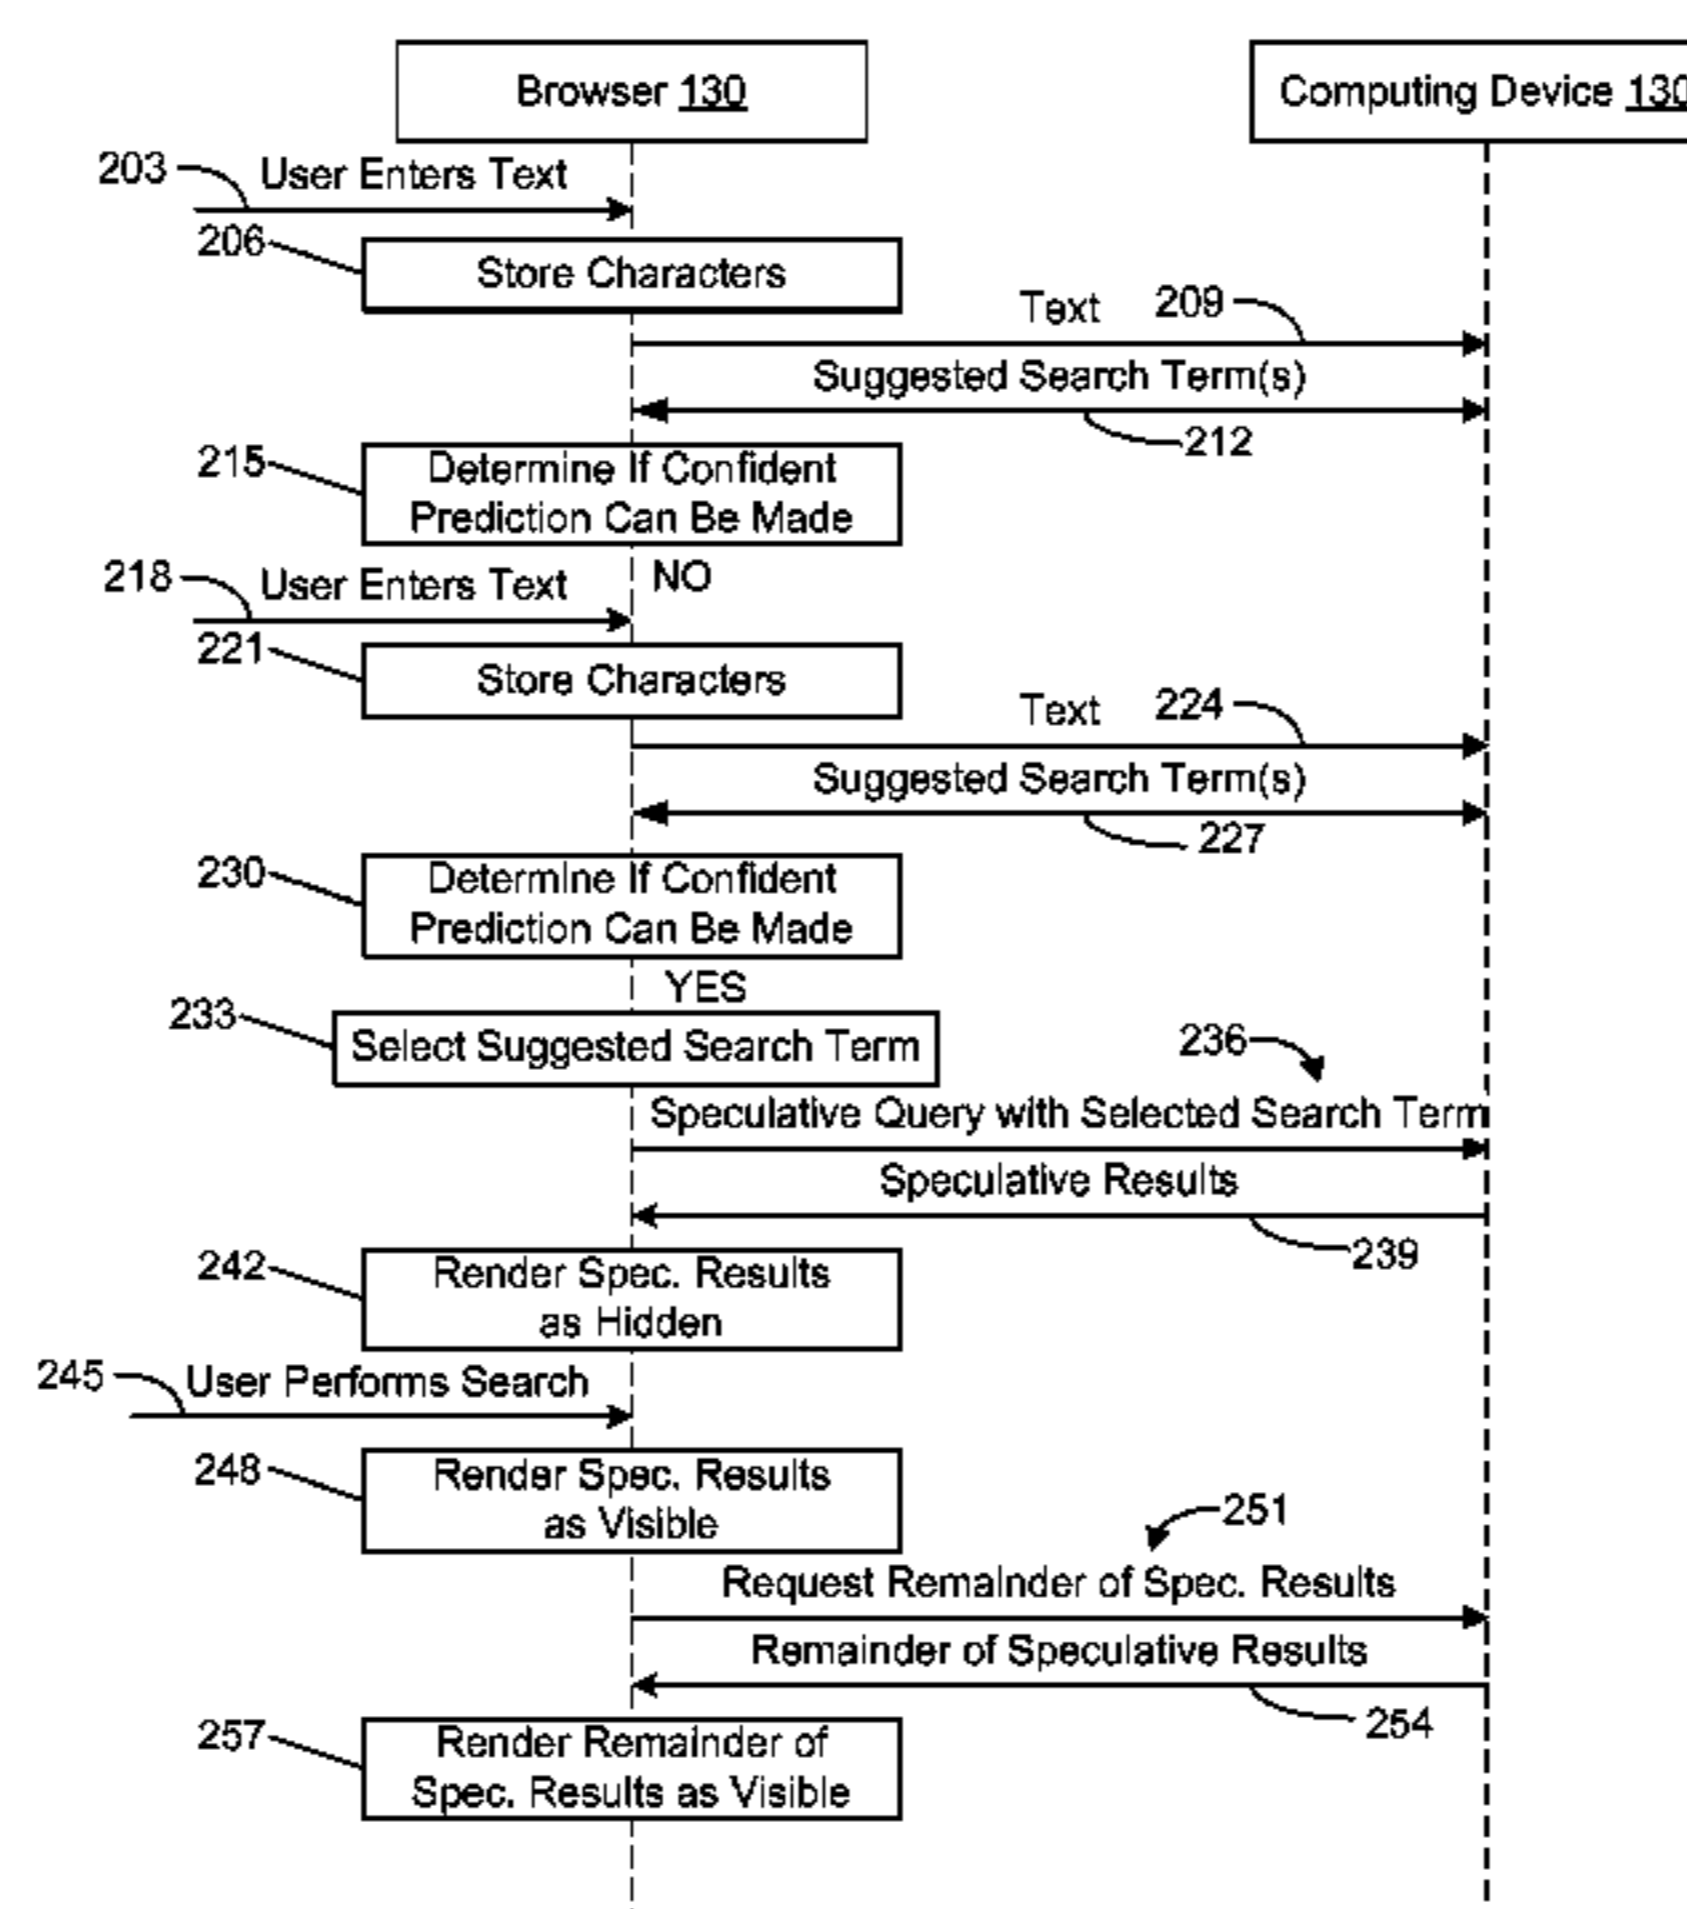 Browser 130
Computing Device 130
203
User Enters Text
206
Store Characters
Text
209
Suggested Search Term(s)
212
215
Determine If Confident
Prediction Can Be Made
NO
218
User Enters Text
221
Store Characters
Text
224
Suggested Search Term(s)
227
230
Determine If Confident
Prediction Can Be Made
YES
233
Select Suggested Search Term
236
Speculative Query with Selected Search Term
Speculative Results
239
242
Render Spec. Results
as Hidden
245
User Performs Search
248
Render Spec. Results
as Visible
251
Request Remainder of Spec. Results
Remainder of Speculative Results
254
257
Render Remainder of
Spec. Results as Visible